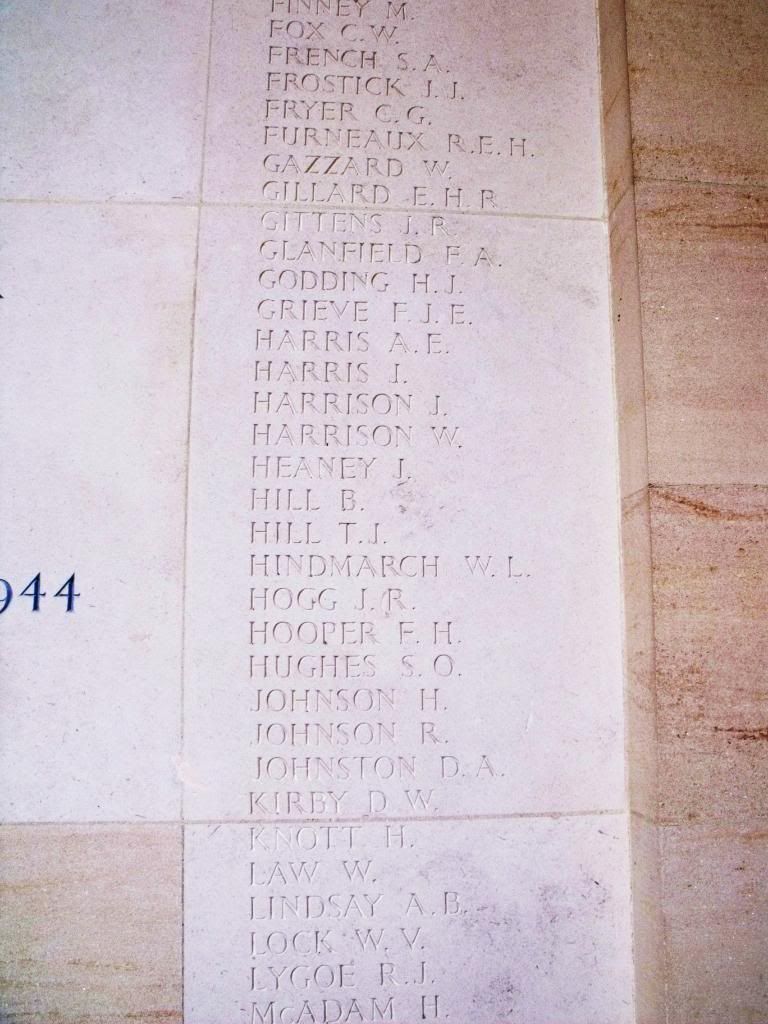 FINNEY M.
FOX C.W.
FRENCH S.A.
FROSTICK J.J.
FRYER C.G.
FURNEAUX R.E.H.
GAZZARD W.
GILLARD E.H.R.
GITTENS J.R.
GLANFIELD F.A.
GODDING H.J.
GRIEVE F.J.E.
HARRIS A.E.
HARRIS J.
HARRISON J.
HARRISON W.
HEANEY J.
HILL B.
HILL T.J.
HINDMARCH W.L.
944
HOGG J.R.
HOOPER F.H.
HUGHES S.O.
JOHNSON H.
JOHNSON R.
JOHNSTON D.A.
KIRBY D.W.
KNOTT H.
LAW W.
LINDSAY A.B.
LOCK W.V.
LYGOE R.J.
McADAM H.